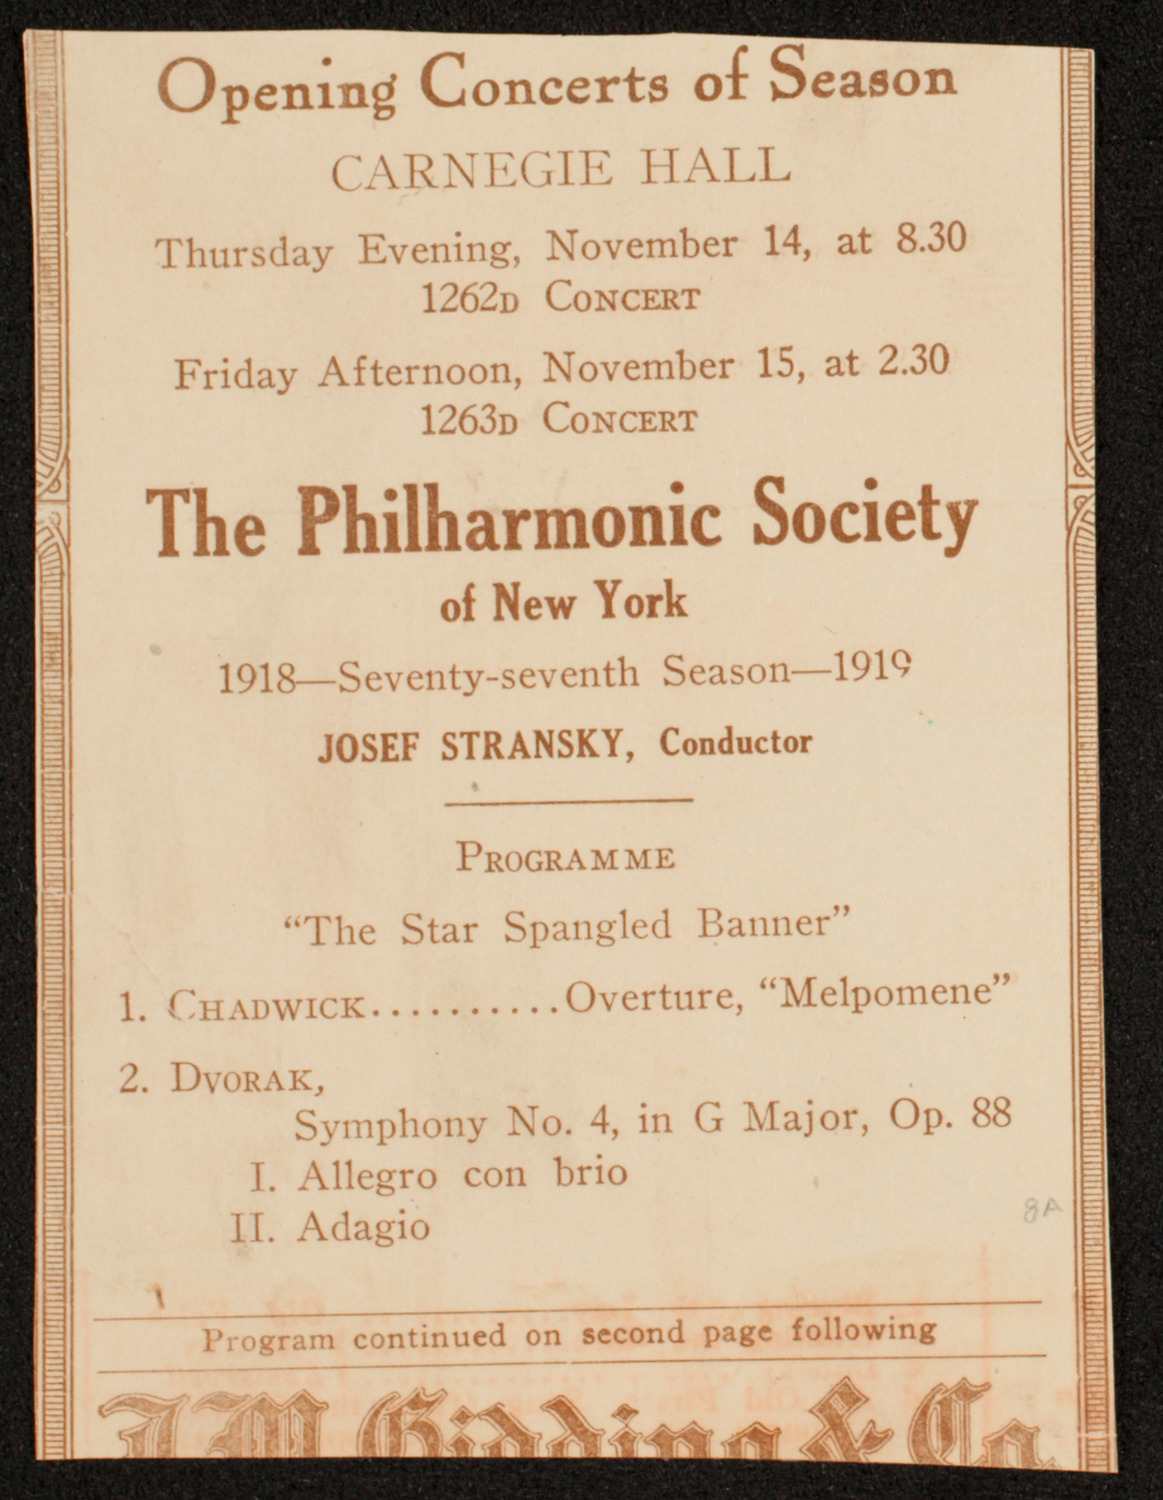 Opening Concerts of Season
CARNEGIE HALL
Thursday Evening, November 14, at 8.30
1262D CONCERT
Friday Afternoon, November 15, at 2.30
1263D CONCERT
The Philharmonic Society
of New York
1918—Seventy-seventh Season—1919
JOSEF STRANSKY, Conductor
PROGRAMME
“The Star Spangled Banner”
1. CHADWICK..........Overture, “Melpomene”
2. DVORAK,
Symphony No. 4, in G Major, Op. 88
I. Allegro con brio
II. Adagio
8A
Program continued on second page following
J M Gidding & Co.